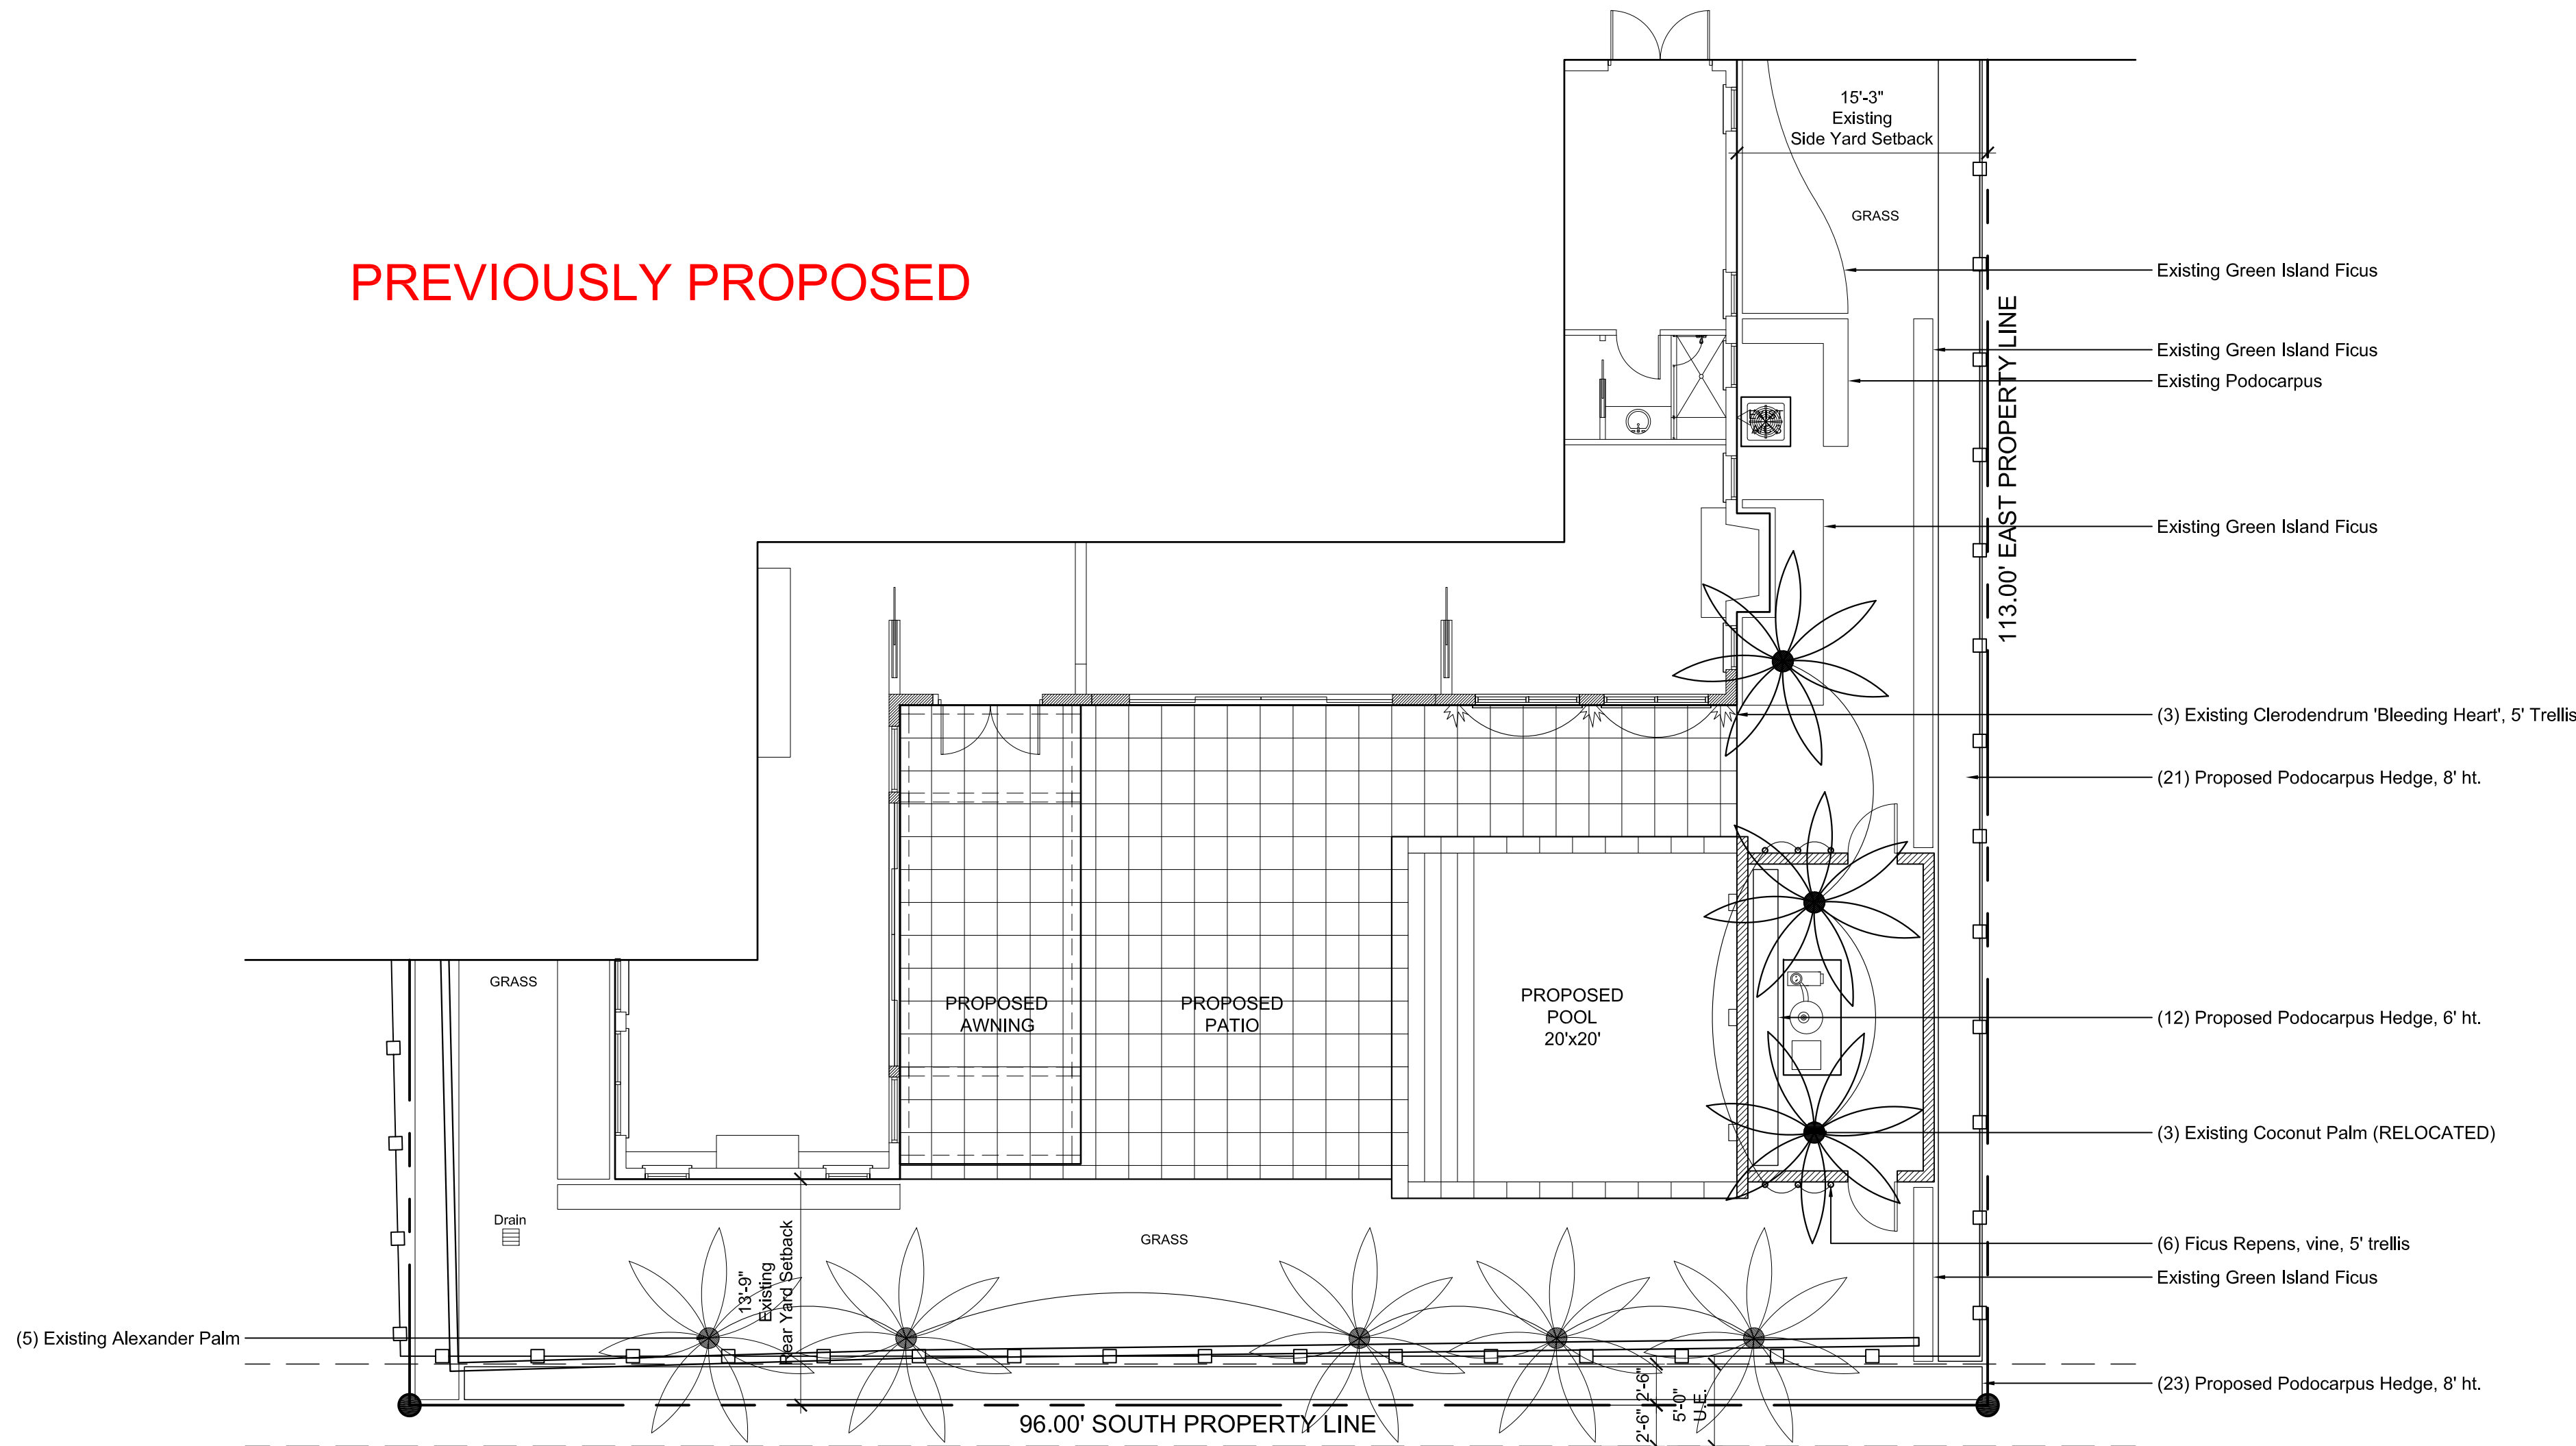 15'-3"
Existing
Side Yard Setback
GRASS
PREVIOUSLY PROPOSED
Existing Green Island Ficus
113.00' EAST PROPERTY LINE
Existing Green Island Ficus
Existing Podocarpus
EXIST
A/C 3
Existing Green Island Ficus
(3) Existing Clerodendrum 'Bleeding Heart', 5' Trellis
(21) Proposed Podocarpus Hedge, 8' ht.
GRASS
PROPOSED
AWNING
PROPOSED
PATIO
PROPOSED
POOL
20'x20'
(12) Proposed Podocarpus Hedge, 6' ht.
(3) Existing Coconut Palm (RELOCATED)
Drain
13'-9"
Existing
Rear Yard Setback
GRASS
(6) Ficus Repens, vine, 5' trellis
Existing Green Island Ficus
(5) Existing Alexander Palm
2'-6"
2'-6"
5'-0"
U.E.
(23) Proposed Podocarpus Hedge, 8' ht.
96.00' SOUTH PROPERTY LINE